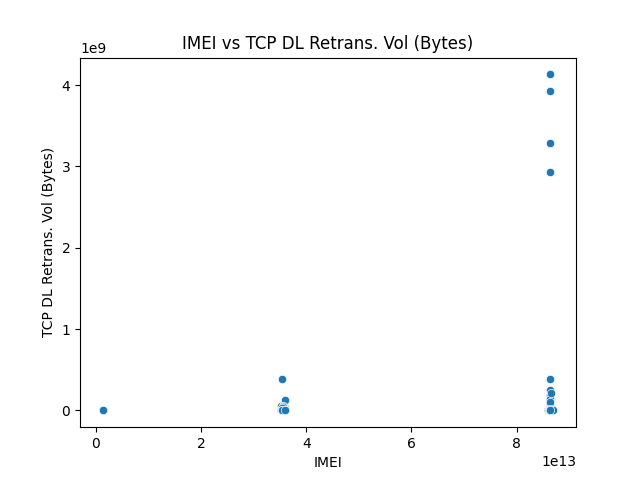 IMEI vs TCP DL Retrans. Vol (Bytes)
1e9
4
3
2
1
0
TCP DL Retrans. Vol (Bytes)
0 2 4 6 8
1e13
IMEI